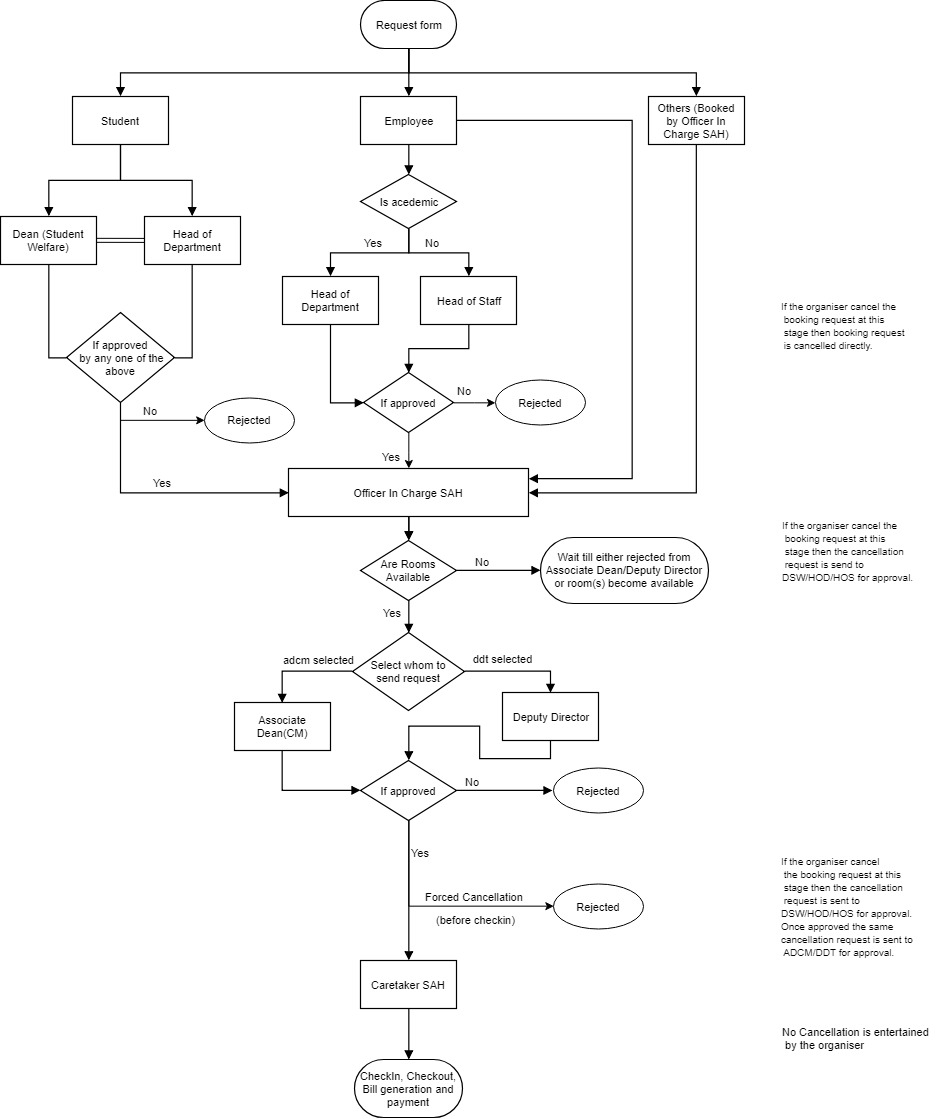 Request form
Student
Employee
Others (Booked
by Officer In
Charge SAH)
Is acedemic
Dean (Student
Welfare)
Head of
Department
Yes
No
Head of
Department
Head of Staff
If the organiser cancel the
booking request at this
stage then booking request
is cancelled directly.
If approved
by any one of the
above
If approved
No
Rejected
No
Rejected
Yes
Yes
Officer In Charge SAH
If the organiser cancel the
booking request at this
stage then the cancellation
request is send to
DSW/HOD/HOS for approval.
Are Rooms
Available
No
Wait till either rejected from
Associate Dean/Deputy Director
or room(s) become available
Yes
adcm selected
Select whom to
send request
ddt selected
Associate
Dean(CM)
Deputy Director
If approved
No
Rejected
Yes
If the organiser cancel
the booking request at this
stage then the cancellation
request is sent to
DSW/HOD/HOS for approval.
Once approved the same
cancellation request is sent to
ADCM/DDT for approval.
Forced Cancellation
(before checkin)
Rejected
Caretaker SAH
No Cancellation is entertained
by the organiser
CheckIn, Checkout,
Bill generation and
payment